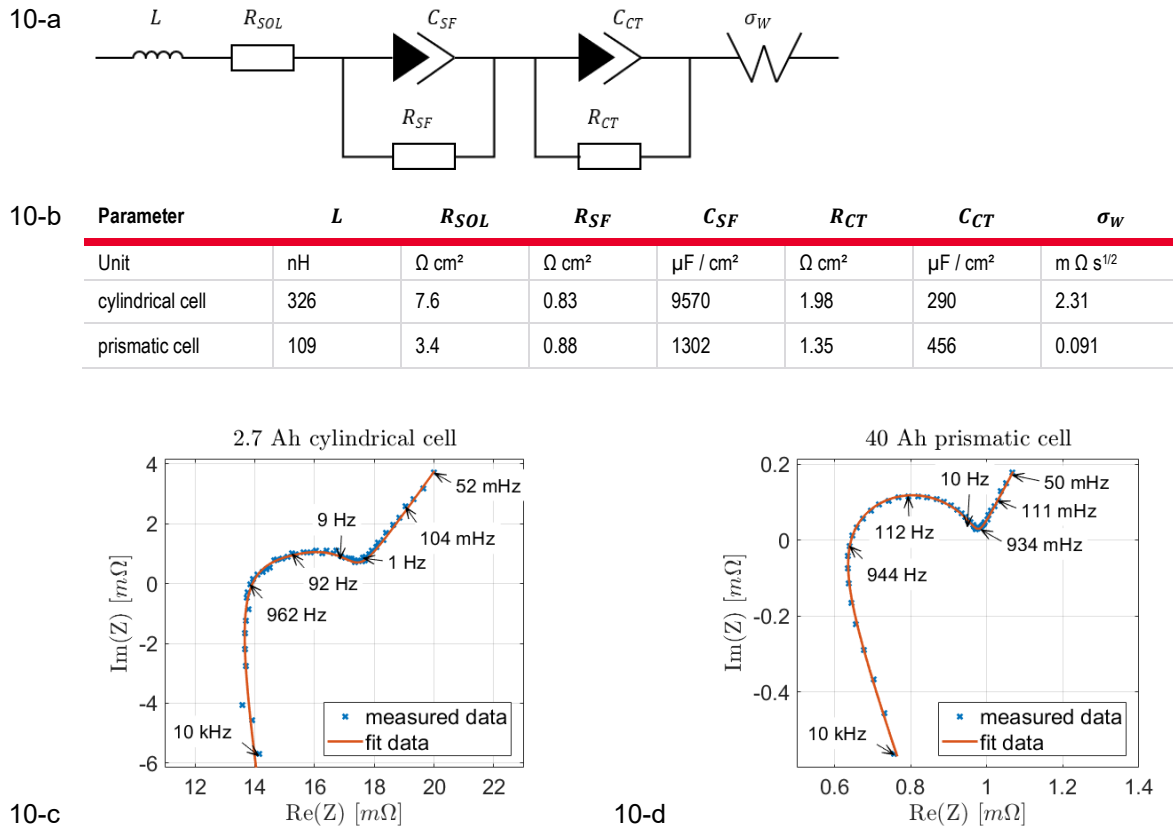 10-a
L R_SOL C_SF C_CT σ_W
R_SF R_CT
10-b Parameter L R_SOL R_SF C_SF R_CT C_CT σ_W
Unit nH Ω cm² Ω cm² µF / cm² Ω cm² µF / cm² m Ω s^1/2
cylindrical cell 326 7.6 0.83 9570 1.98 290 2.31
prismatic cell 109 3.4 0.88 1302 1.35 456 0.091
2.7 Ah cylindrical cell
4
2
0
-2
-4
-6
Im(Z) [mΩ]
52 mHz
9 Hz
104 mHz
1 Hz
92 Hz
962 Hz
10 kHz
measured data
fit data
12 14 16 18 20 22
Re(Z) [mΩ]
10-c
40 Ah prismatic cell
0.2
0
-0.2
-0.4
Im(Z) [mΩ]
10 Hz
50 mHz
111 mHz
112 Hz
934 mHz
944 Hz
10 kHz
measured data
fit data
0.6 0.8 1 1.2 1.4
Re(Z) [mΩ]
10-d